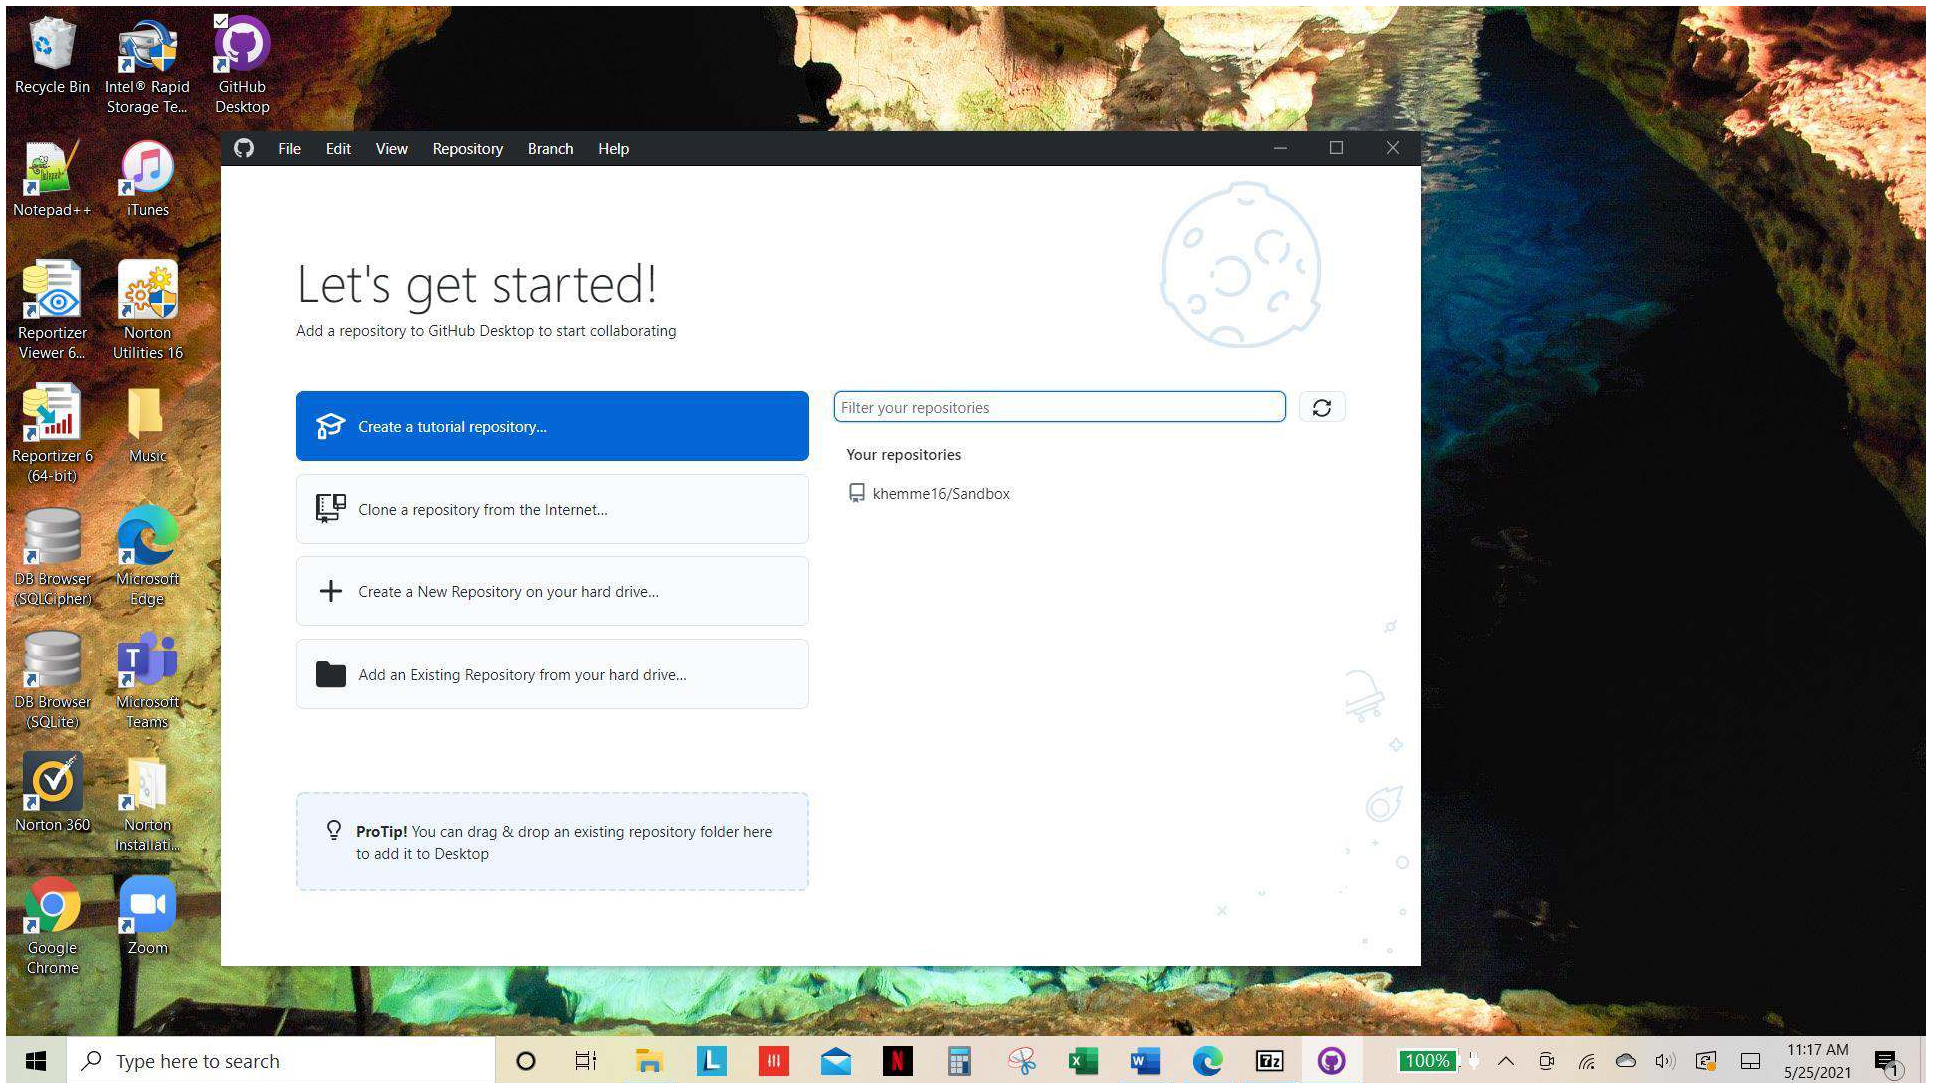 Recycle Bin
Intel® Rapid
Storage Te...
GitHub
Desktop
Notepad++
iTunes
Reportizer
Viewer 6...
Norton
Utilities 16
Reportizer 6
(64-bit)
Music
DB Browser
(SQLCipher)
Microsoft
Edge
DB Browser
(SQLite)
Microsoft
Teams
Norton 360
Norton
Installati...
Google
Chrome
Zoom
File Edit View Repository Branch Help
Let's get started!
Add a repository to GitHub Desktop to start collaborating
Create a tutorial repository...
Clone a repository from the Internet...
Create a New Repository on your hard drive...
Add an Existing Repository from your hard drive...
ProTip! You can drag & drop an existing repository folder here
to add it to Desktop
Filter your repositories
Your repositories
khemme16/Sandbox
Type here to search
L
N
X
W
7z
100%
11:17 AM
5/25/2021
1